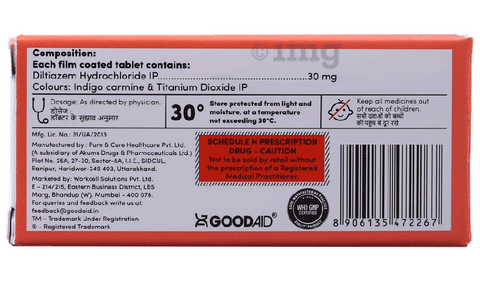 Composition:
Each film coated tablet contains:
Diltiazem Hydrochloride IP 30 mg
Colours: Indigo carmine & Titanium Dioxide IP
1mg
Dosage: As directed by physician.
डोसेज:
डॉक्टर के सुझाव अनुसार
30°
Store protected from light and
moisture, at a temperature
not exceeding 30°C.
Keep all medicines out
of reach of children.
सभी दवाओं को बच्चों
की पहुंच से दूर रखें
Mfg. Lic. No.: 31/UA/2013
Manufactured by : Pure & Cure Healthcare Pvt. Ltd.
(A subsidiary of Akums Drugs & Pharmaceuticals Ltd.)
Plot No. 26A, 27-30, Sector-8A, I.I.E., SIDCUL,
Ranipur, Haridwar-249 403, Uttarakhand.
Marketed by: Workcell Solutions Pvt. Ltd.
E - 214/215, Eastern Business District, LBS
Marg, Bhandup (W), Mumbai - 400 078.
For queries and feedback write us at:
feedback@goodaid.in
TM - Trademark Under Registration
® - Registered Trademark
SCHEDULE H PRESCRIPTION
DRUG - CAUTION
Not to be sold by retail without
the prescription of a Registered
Medical Practitioner.
GOODAID®
WHO GMP
CERTIFIED
8 906135 472267